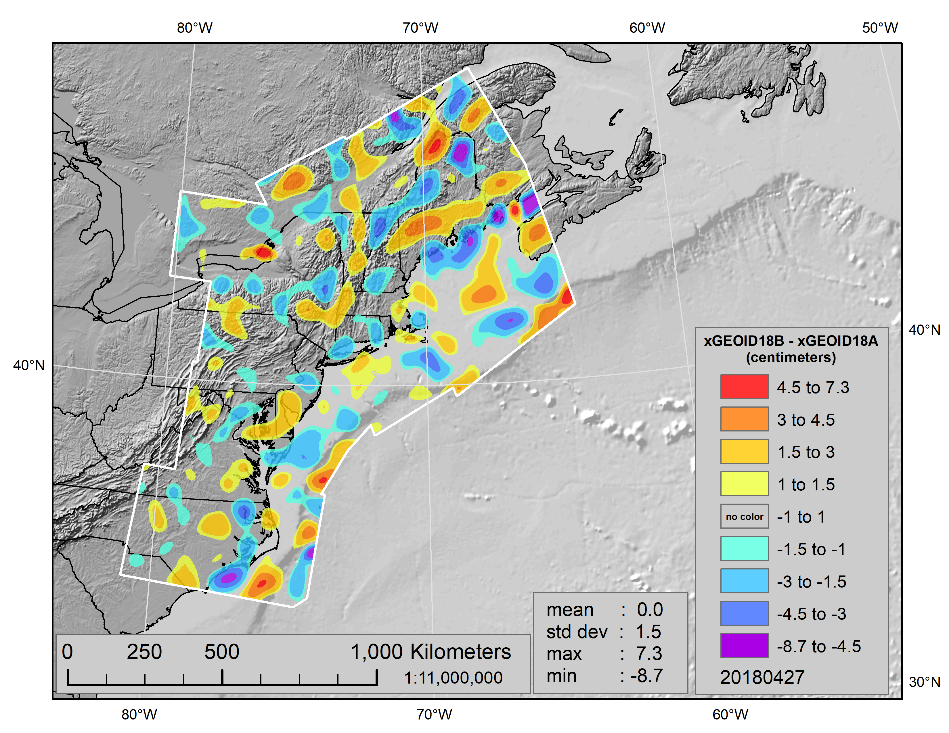 80°W 70°W 60°W 50°W
40°N
40°N
xGEOID18B - xGEOID18A
(centimeters)
4.5 to 7.3
3 to 4.5
1.5 to 3
1 to 1.5
no color -1 to 1
-1.5 to -1
-3 to -1.5
-4.5 to -3
-8.7 to -4.5
20180427
mean : 0.0
std dev : 1.5
max : 7.3
min : -8.7
0 250 500 1,000 Kilometers
1:11,000,000
30°N
80°W 70°W 60°W